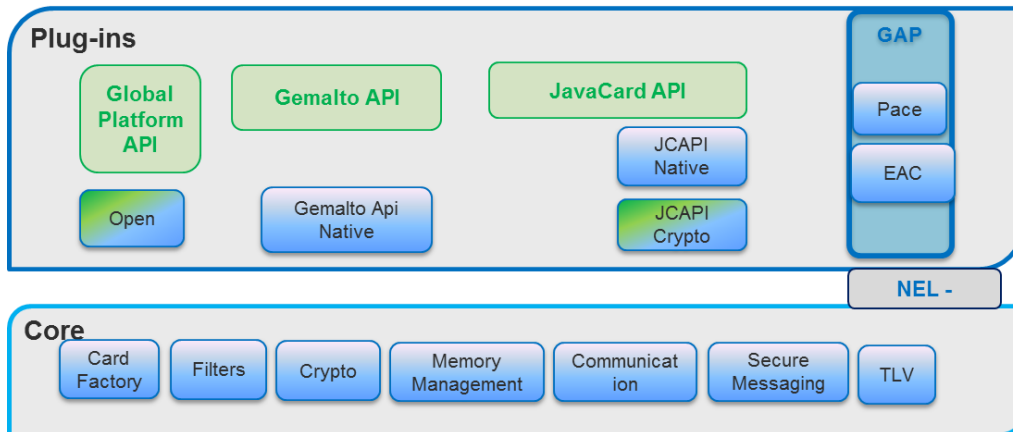 Plug-ins
GAP
Global
Platform
API
Gemalto API
JavaCard API
Pace
JCAPI
Native
EAC
Open
Gemalto Api
Native
JCAPI
Crypto
NEL -
Core
Card
Factory
Filters
Crypto
Memory
Management
Communicat
ion
Secure
Messaging
TLV